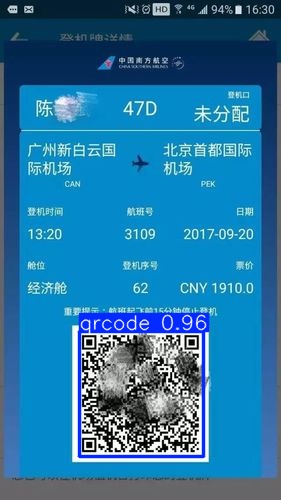 94% 16:30
登机牌详情
中国南方航空
CHINA SOUTHERN AIRLINES
登机口
陈 47D 未分配
广州新白云国际机场 北京首都国际机场
CAN PEK
登机时间 航班号 日期
13:20 3109 2017-09-20
舱位 登机序号 票价
经济舱 62 CNY 1910.0
重要提示:航班起飞前15分钟停止登机
qrcode 0.96